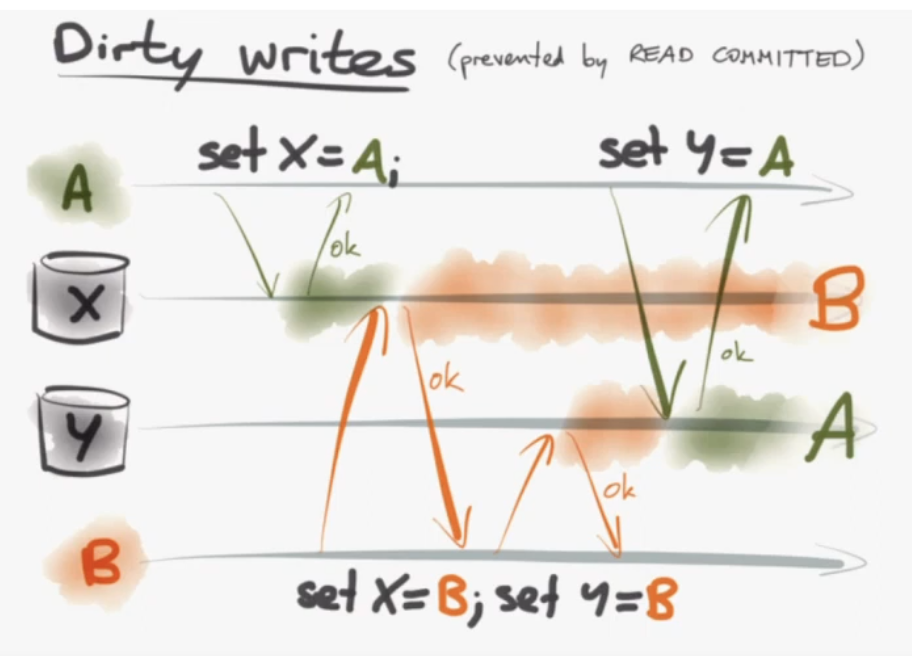 Dirty writes (prevented by READ COMMITTED)
set X=A; set Y=A
A
ok
X B
ok
ok
Y A
ok
B
set X=B; set Y=B